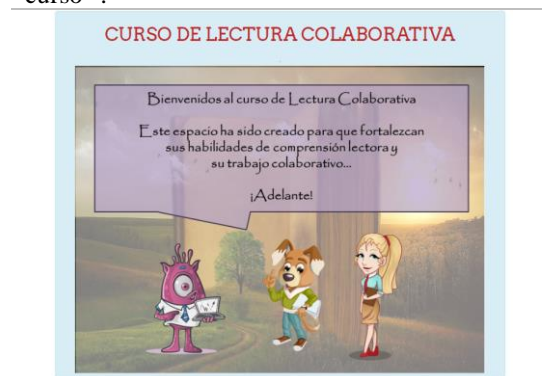 curso”.
CURSO DE LECTURA COLABORATIVA
Bienvenidos al curso de Lectura Colaborativa
Este espacio ha sido creado para que fortalezcan
sus habilidades de comprensión lectora y
su trabajo colaborativo...
¡Adelante!